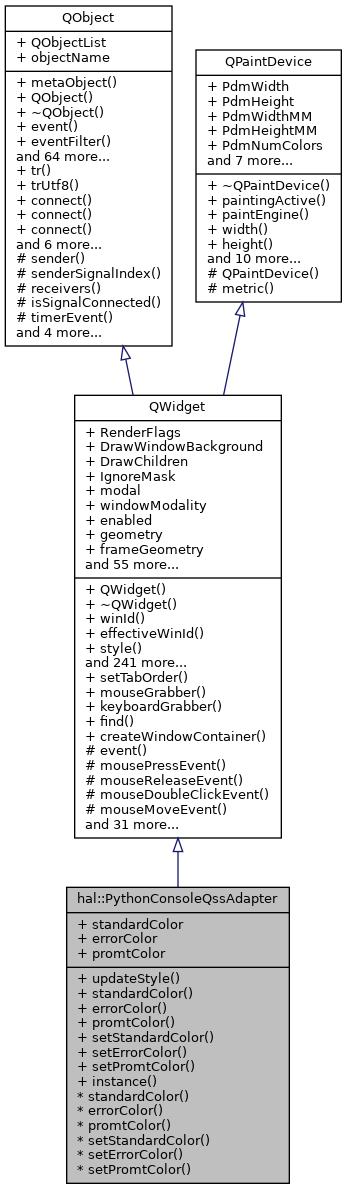 QObject
+ QObjectList
+ objectName
+ metaObject()
+ QObject()
+ ~QObject()
+ event()
+ eventFilter()
and 64 more...
+ tr()
+ trUtf8()
+ connect()
+ connect()
+ connect()
and 6 more...
# sender()
# senderSignalIndex()
# receivers()
# isSignalConnected()
# timerEvent()
and 4 more...
QPaintDevice
+ PdmWidth
+ PdmHeight
+ PdmWidthMM
+ PdmHeightMM
+ PdmNumColors
and 7 more...
+ ~QPaintDevice()
+ paintingActive()
+ paintEngine()
+ width()
+ height()
and 10 more...
# QPaintDevice()
# metric()
QWidget
+ RenderFlags
+ DrawWindowBackground
+ DrawChildren
+ IgnoreMask
+ modal
+ windowModality
+ enabled
+ geometry
+ frameGeometry
and 55 more...
+ QWidget()
+ ~QWidget()
+ winId()
+ effectiveWinId()
+ style()
and 241 more...
+ setTabOrder()
+ mouseGrabber()
+ keyboardGrabber()
+ find()
+ createWindowContainer()
# event()
# mousePressEvent()
# mouseReleaseEvent()
# mouseDoubleClickEvent()
# mouseMoveEvent()
and 31 more...
hal::PythonConsoleQssAdapter
+ standardColor
+ errorColor
+ promtColor
+ updateStyle()
+ standardColor()
+ errorColor()
+ promtColor()
+ setStandardColor()
+ setErrorColor()
+ setPromtColor()
+ instance()
* standardColor()
* errorColor()
* promtColor()
* setStandardColor()
* setErrorColor()
* setPromtColor()